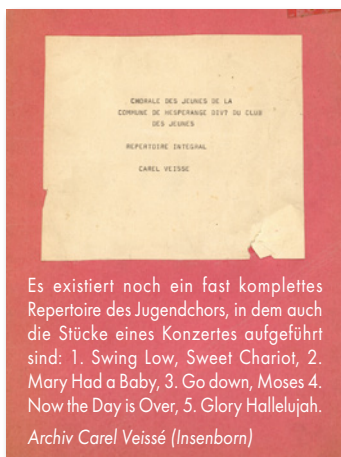 CHORALE DES JEUNES DE LA
COMMUNE DE HESPERANGE DIV7 DU CLUB
DES JEUNES
REPERTOIRE INTEGRAL
CAREL VEISSE
Es existiert noch ein fast komplettes
Repertoire des Jugendchors, in dem auch
die Stücke eines Konzertes aufgeführt
sind: 1. Swing Low, Sweet Chariot, 2.
Mary Had a Baby, 3. Go down, Moses 4.
Now the Day is Over, 5. Glory Hallelujah.
Archiv Carel Veissé (Insenborn)